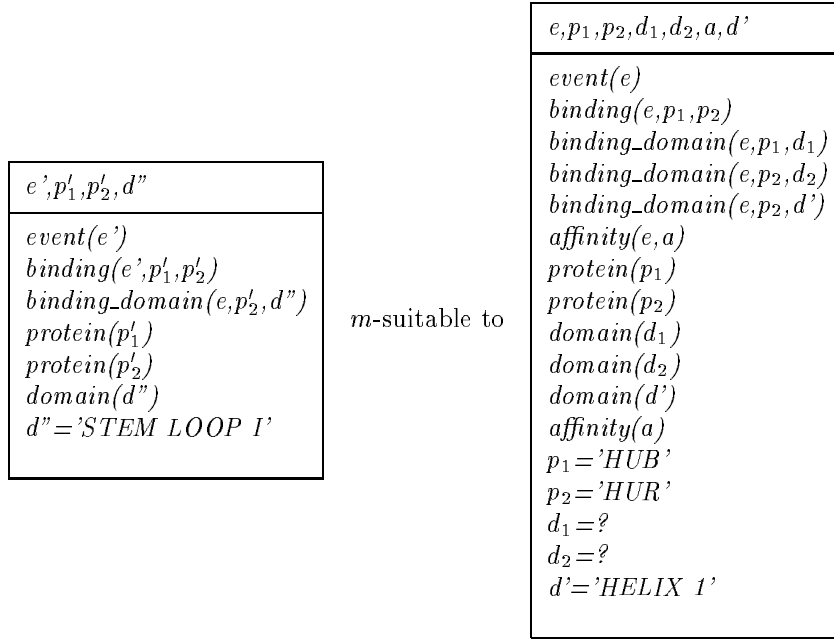 e',p′₁,p′₂,d"
event(e')
binding(e',p′₁,p′₂)
binding_domain(e,p′₂,d")
protein(p′₁)
protein(p′₂)
domain(d")
d"='STEM LOOP I'
m-suitable to
e,p₁,p₂,d₁,d₂,a,d'
event(e)
binding(e,p₁,p₂)
binding_domain(e,p₁,d₁)
binding_domain(e,p₂,d₂)
binding_domain(e,p₂,d')
affinity(e,a)
protein(p₁)
protein(p₂)
domain(d₁)
domain(d₂)
domain(d')
affinity(a)
p₁='HUB'
p₂='HUR'
d₁=?
d₂=?
d'='HELIX 1'